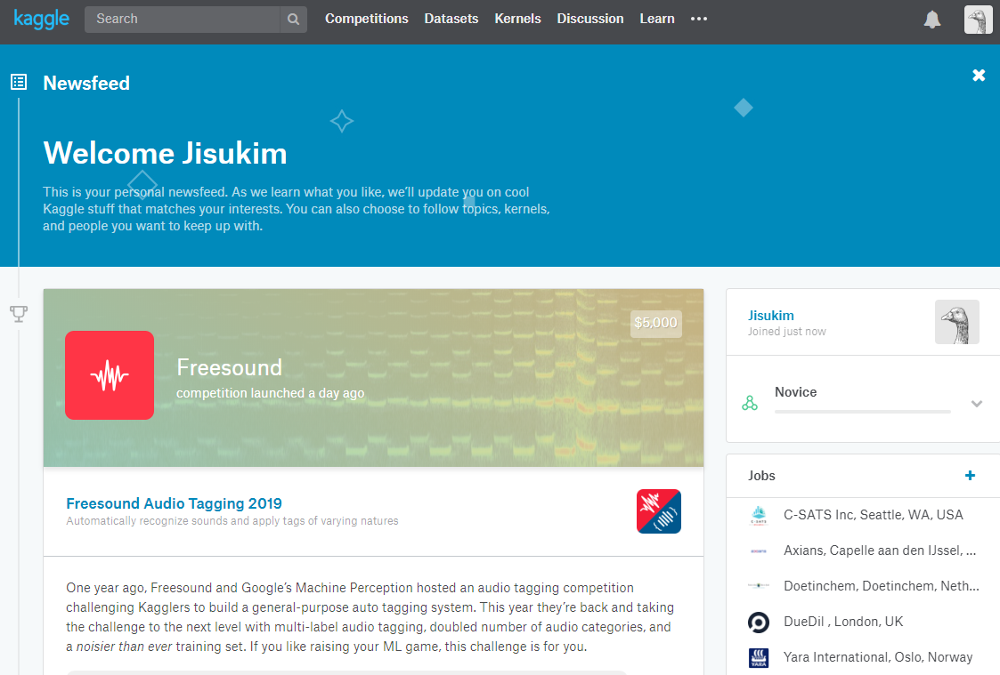 kaggle
Search
Competitions Datasets Kernels Discussion Learn
Newsfeed
Welcome Jisukim
This is your personal newsfeed. As we learn what you like, we'll update you on cool
Kaggle stuff that matches your interests. You can also choose to follow topics, kernels,
and people you want to keep up with.
$5,000
Freesound
competition launched a day ago
Freesound Audio Tagging 2019
Automatically recognize sounds and apply tags of varying natures
One year ago, Freesound and Google's Machine Perception hosted an audio tagging competition
challenging Kagglers to build a general-purpose auto tagging system. This year they're back and taking
the challenge to the next level with multi-label audio tagging, doubled number of audio categories, and
a noisier than ever training set. If you like raising your ML game, this challenge is for you.
Jisukim
Joined just now
Novice
Jobs
C-SATS
C-SATS Inc, Seattle, WA, USA
Axians, Capelle aan den IJssel, ...
Doetinchem, Doetinchem, Neth...
DueDil , London, UK
YARA
Yara International, Oslo, Norway